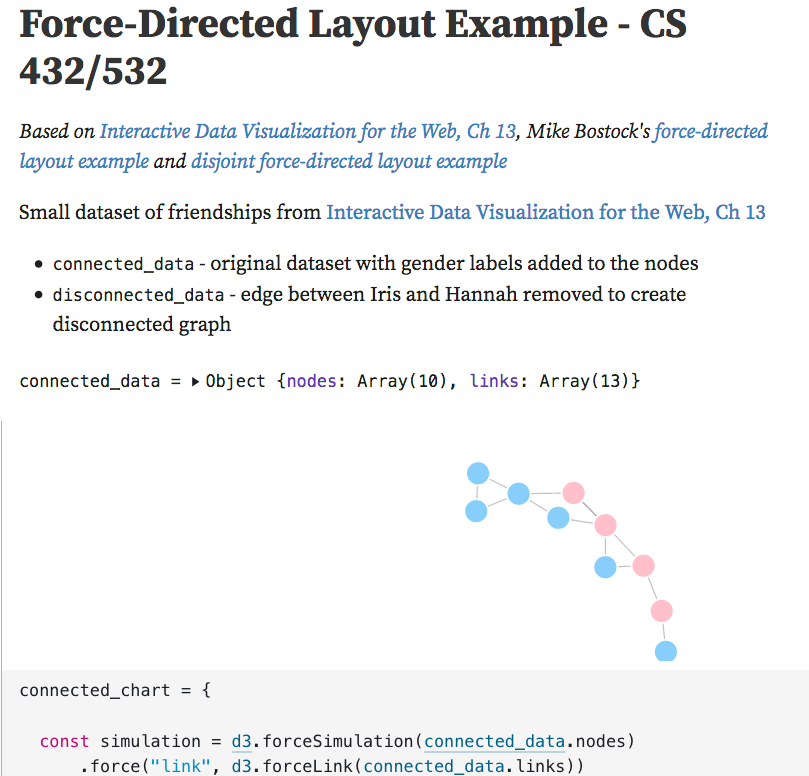 Force-Directed Layout Example - CS
432/532
Based on Interactive Data Visualization for the Web, Ch 13, Mike Bostock's force-directed
layout example and disjoint force-directed layout example
Small dataset of friendships from Interactive Data Visualization for the Web, Ch 13
• connected_data - original dataset with gender labels added to the nodes
• disconnected_data - edge between Iris and Hannah removed to create
disconnected graph
connected_data = ▸ Object {nodes: Array(10), links: Array(13)}
connected_chart = {
const simulation = d3.forceSimulation(connected_data.nodes)
.force("link", d3.forceLink(connected_data.links))